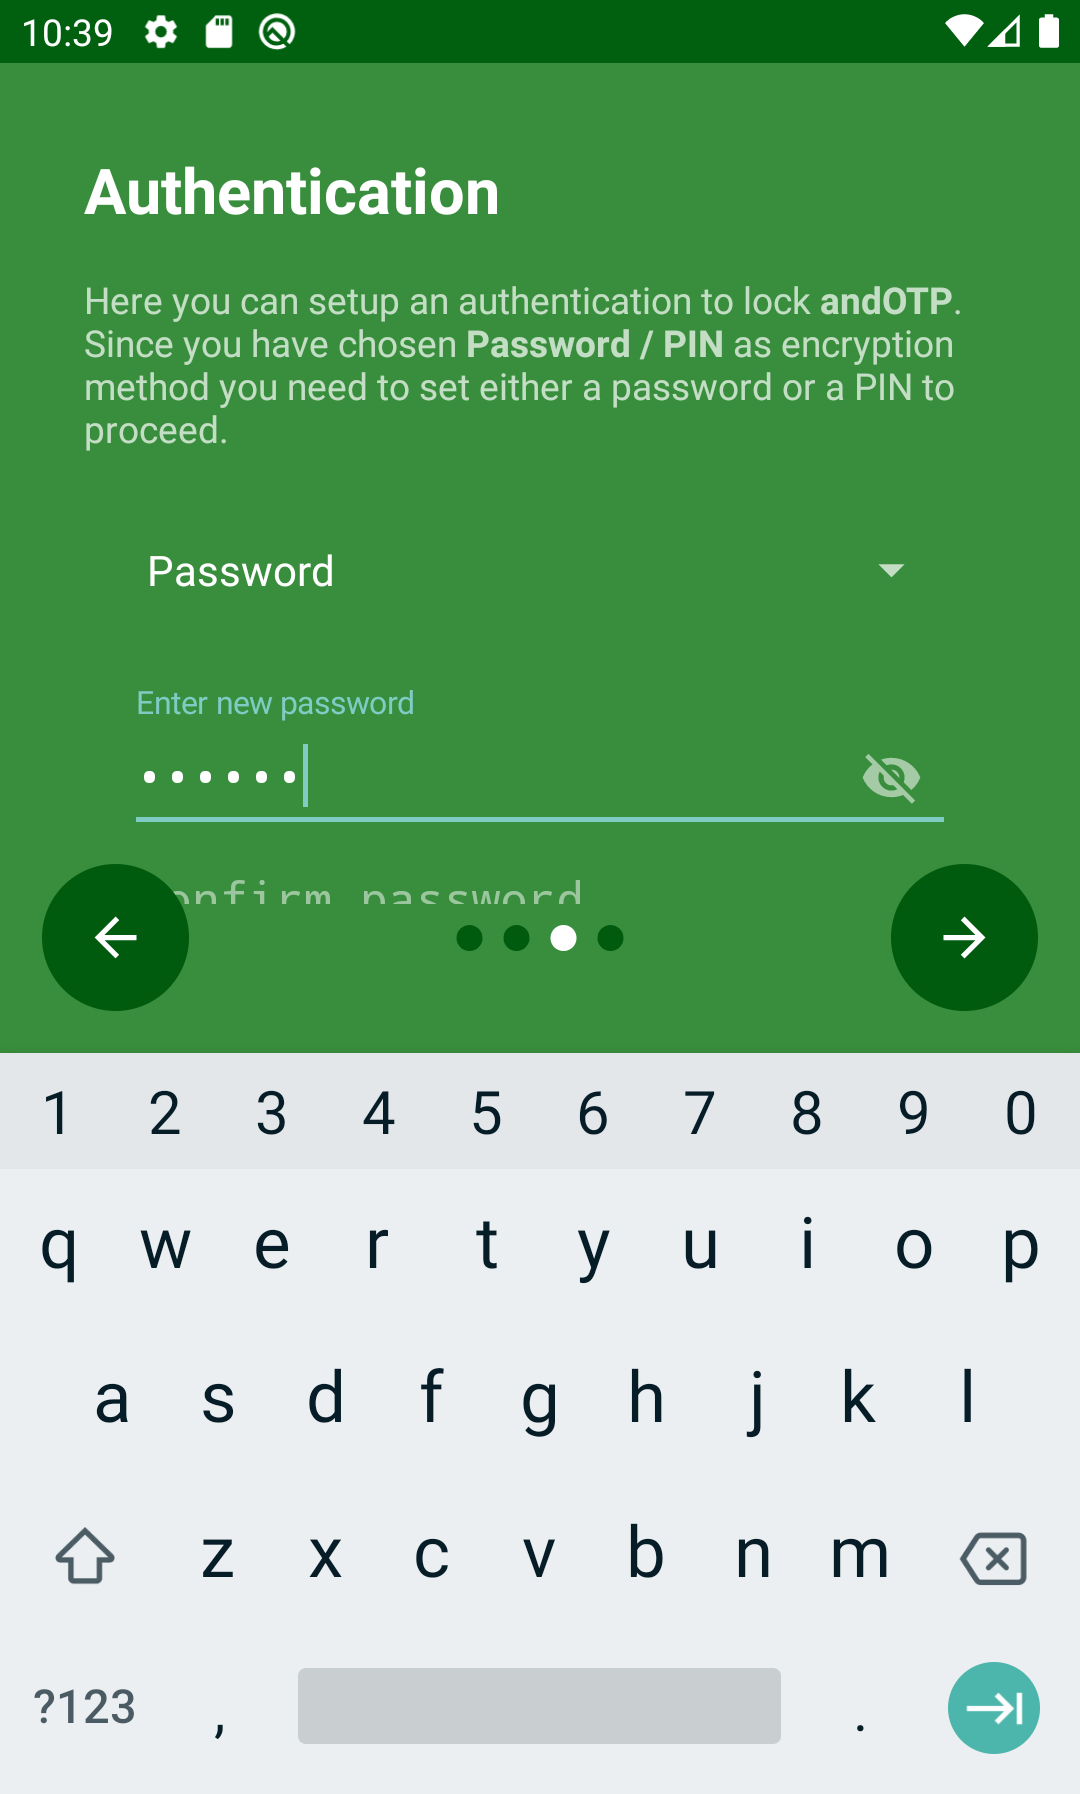 10:39
Authentication
Here you can setup an authentication to lock andOTP.
Since you have chosen Password / PIN as encryption
method you need to set either a password or a PIN to
proceed.
Password
Enter new password
••••••
Confirm password
1 2 3 4 5 6 7 8 9 0
q w e r t y u i o p
a s d f g h j k l
z x c v b n m
?123 , .